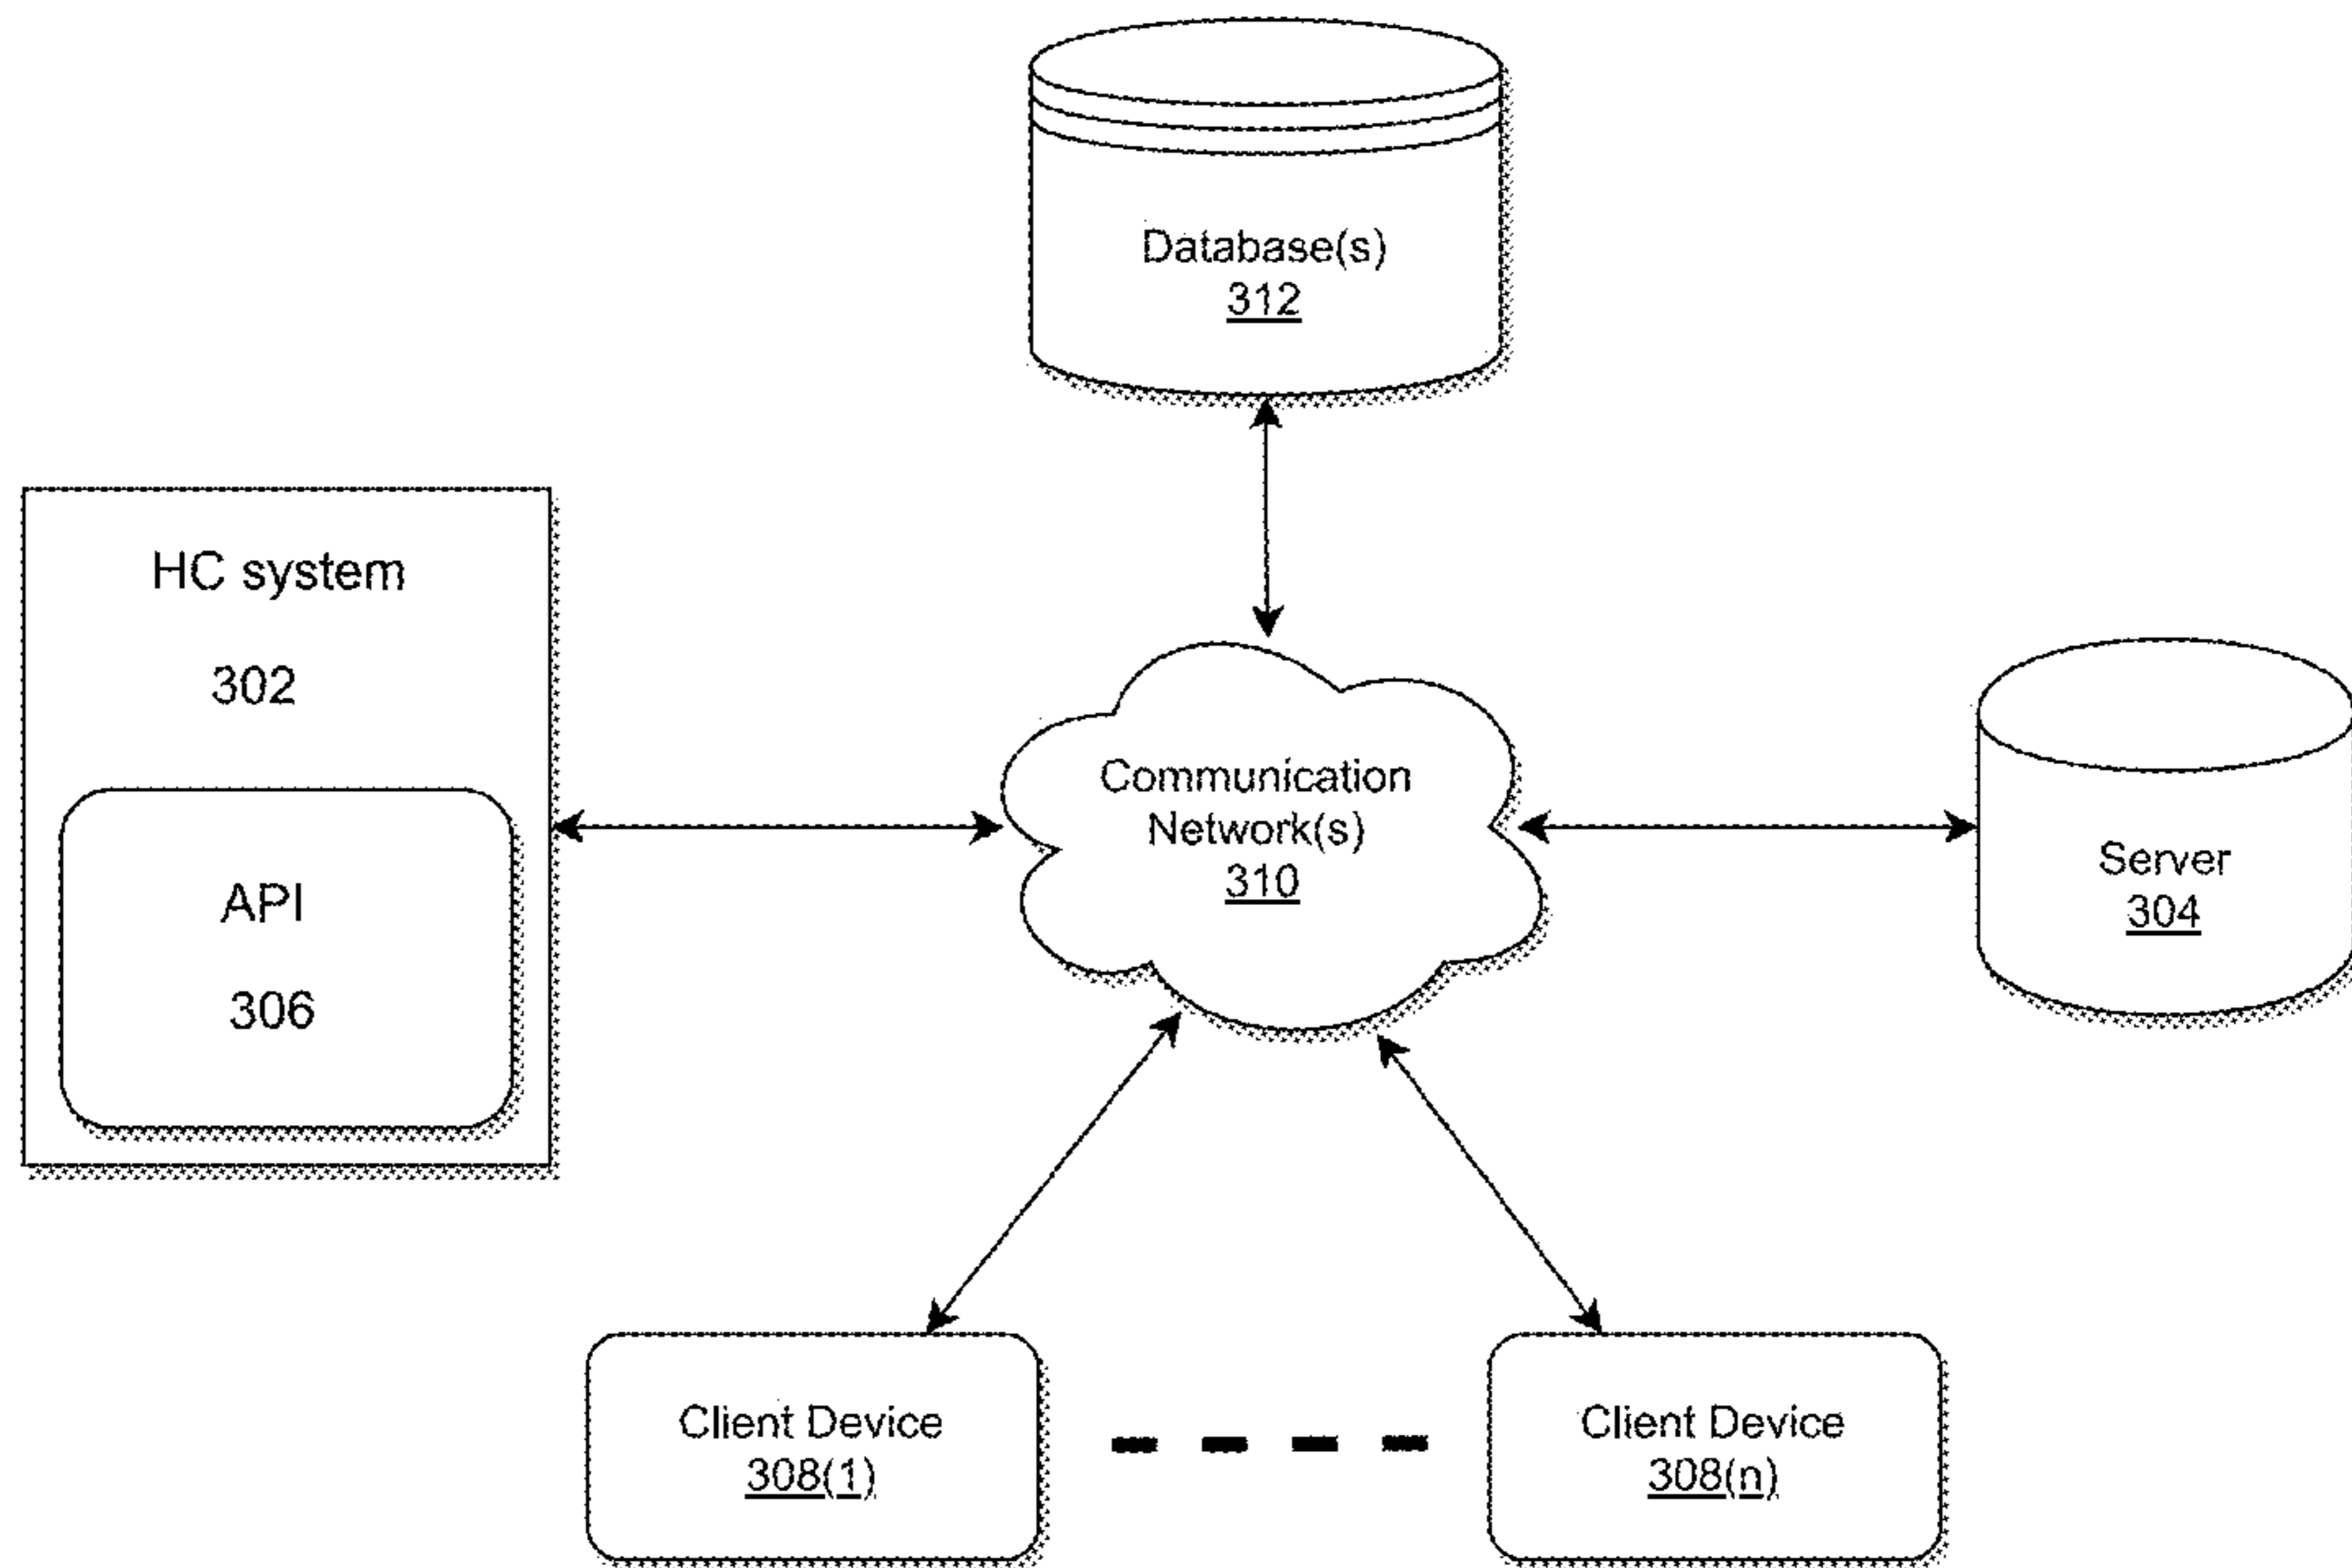 Database(s)
312
HC system
302
API
306
Communication
Network(s)
310
Server
304
Client Device
308(1)
Client Device
308(n)